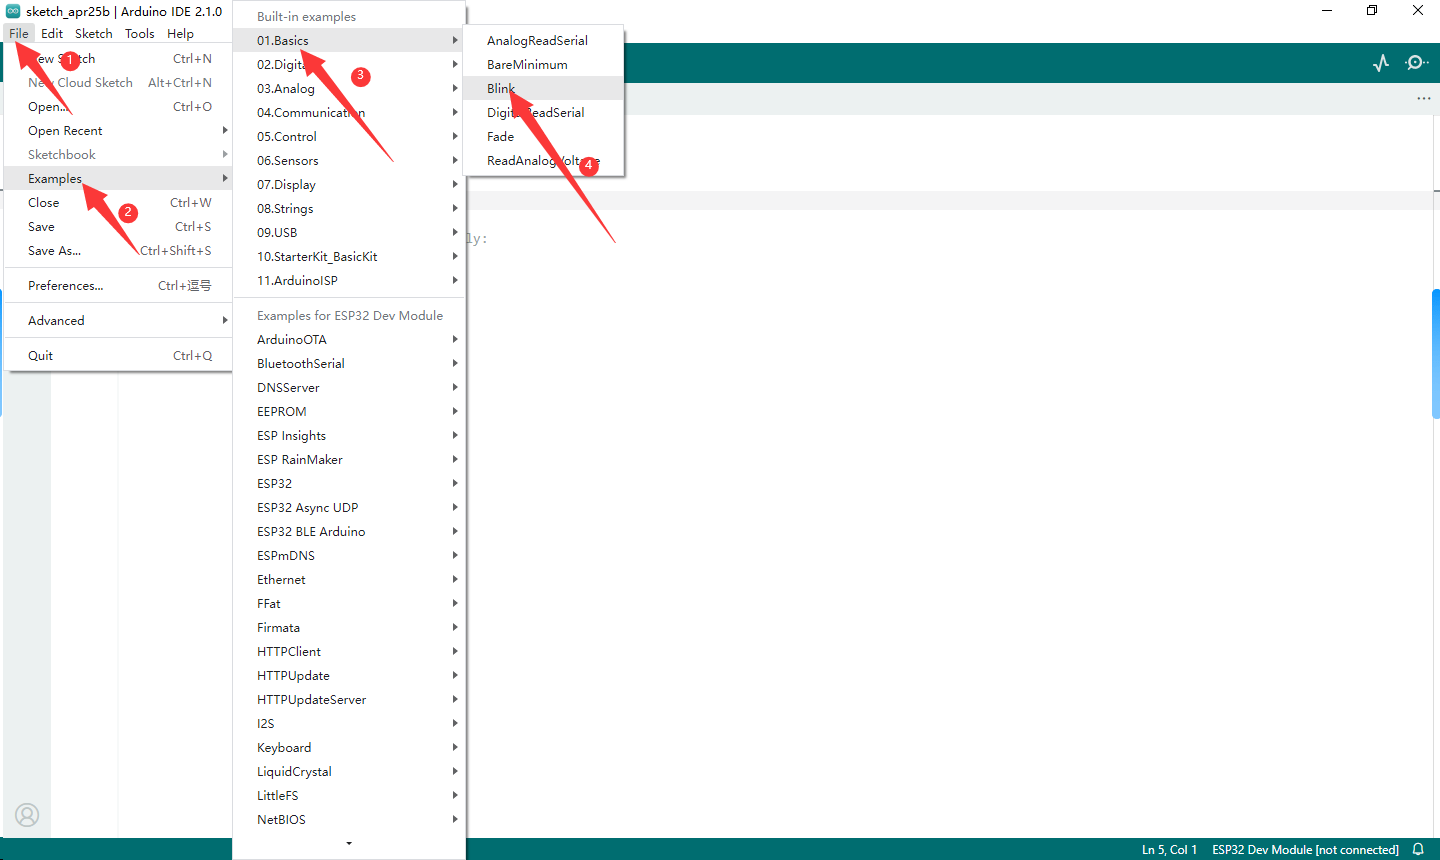 sketch_apr25b | Arduino IDE 2.1.0
File Edit Sketch Tools Help
1
New Sketch Ctrl+N
New Cloud Sketch Alt+Ctrl+N
Open... Ctrl+O
Open Recent
Sketchbook
Examples
2
Close Ctrl+W
Save Ctrl+S
Save As... Ctrl+Shift+S
Preferences... Ctrl+逗号
Advanced
Quit Ctrl+Q
Built-in examples
01.Basics
3
02.Digital
03.Analog
04.Communication
05.Control
06.Sensors
07.Display
08.Strings
09.USB
10.StarterKit_BasicKit
11.ArduinoISP
Examples for ESP32 Dev Module
ArduinoOTA
BluetoothSerial
DNSServer
EEPROM
ESP Insights
ESP RainMaker
ESP32
ESP32 Async UDP
ESP32 BLE Arduino
ESPmDNS
Ethernet
FFat
Firmata
HTTPClient
HTTPUpdate
HTTPUpdateServer
I2S
Keyboard
LiquidCrystal
LittleFS
NetBIOS
AnalogReadSerial
BareMinimum
Blink
DigitalReadSerial
Fade
ReadAnalogVoltage
4
ly:
Ln 5, Col 1 ESP32 Dev Module [not connected]